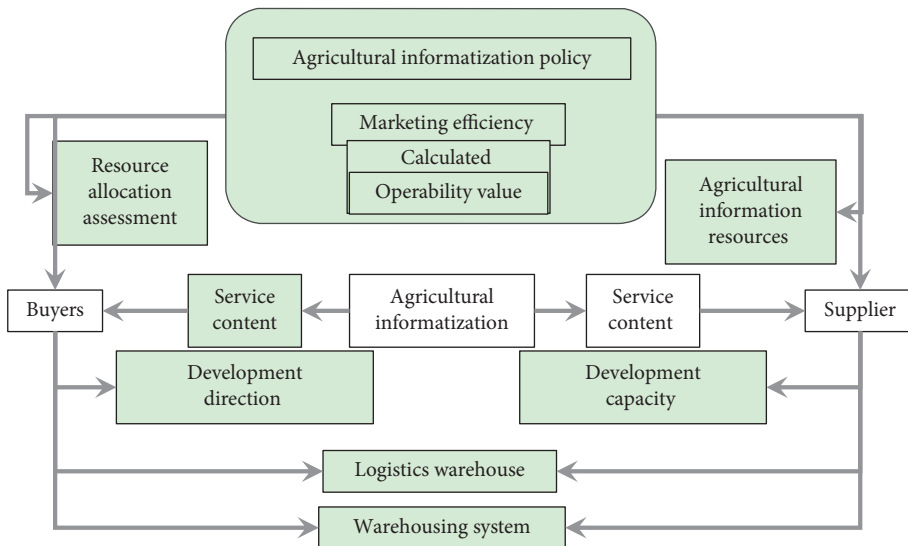 Agricultural informatization policy
Marketing efficiency
Calculated
Operability value
Resource
allocation
assessment
Agricultural
information
resources
Buyers
Service
content
Agricultural
informatization
Service
content
Supplier
Development
direction
Development
capacity
Logistics warehouse
Warehousing system